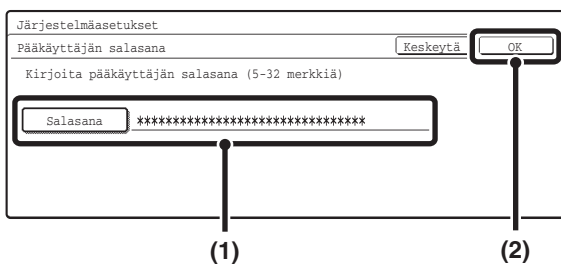 Järjestelmäasetukset
Pääkäyttäjän salasana Keskeytä OK
Kirjoita pääkäyttäjän salasana (5-32 merkkiä)
Salasana ********************************
(1) (2)